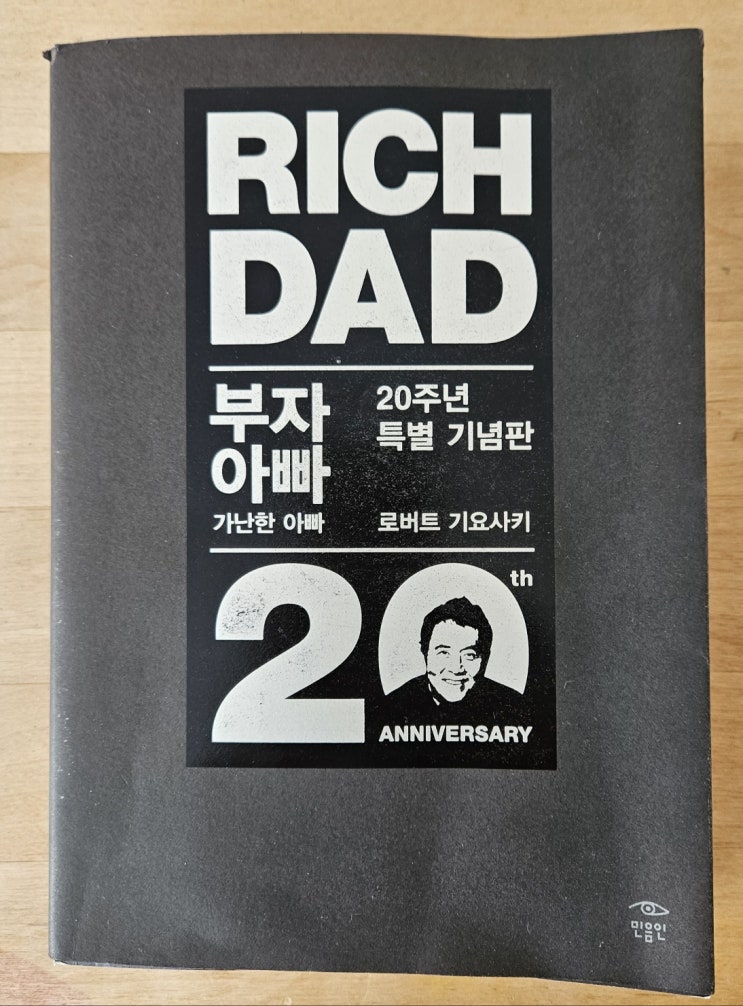 RICH
DAD
부자
아빠
가난한 아빠
20주년
특별 기념판
로버트 기요사키
20th
ANNIVERSARY
민음인